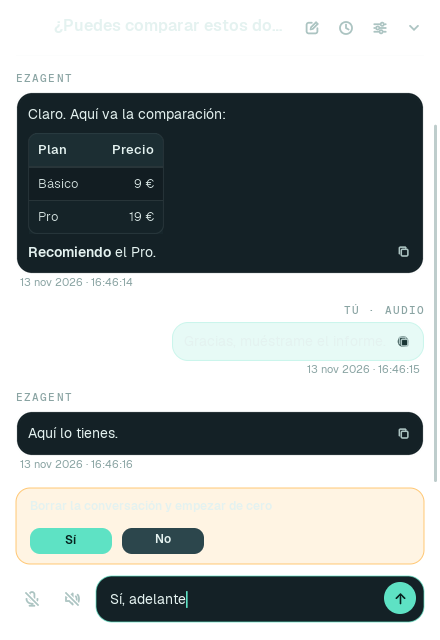 ¿Puedes comparar estos do...
EZAGENT
Claro. Aquí va la comparación:
Plan Precio
Básico 9 €
Pro 19 €
Recomiendo el Pro.
13 nov 2026 · 16:46:14
TÚ · AUDIO
Gracias, muéstrame el informe.
13 nov 2026 · 16:46:15
EZAGENT
Aquí lo tienes.
13 nov 2026 · 16:46:16
Borrar la conversación y empezar de cero
Sí No
Sí, adelante